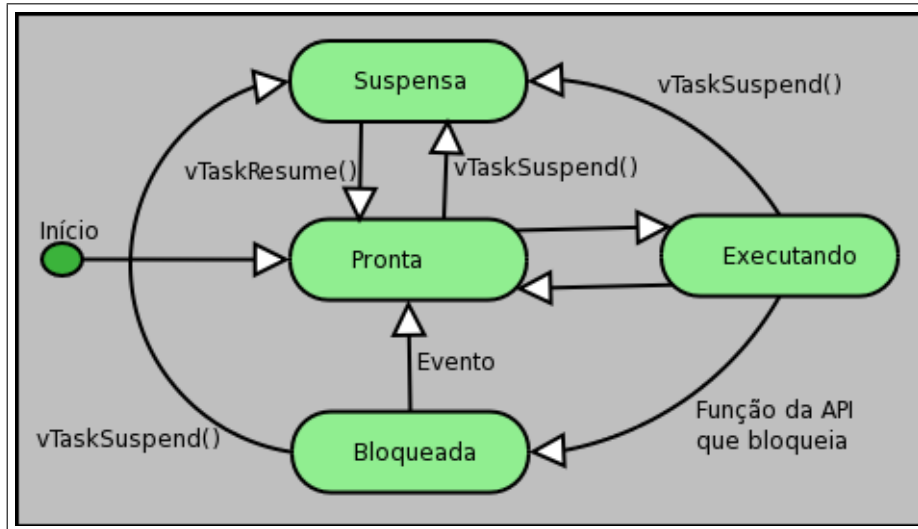 Suspensa
vTaskSuspend()
vTaskResume()
vTaskSuspend()
Início
Pronta
Executando
Evento
Função da API
que bloqueia
vTaskSuspend()
Bloqueada